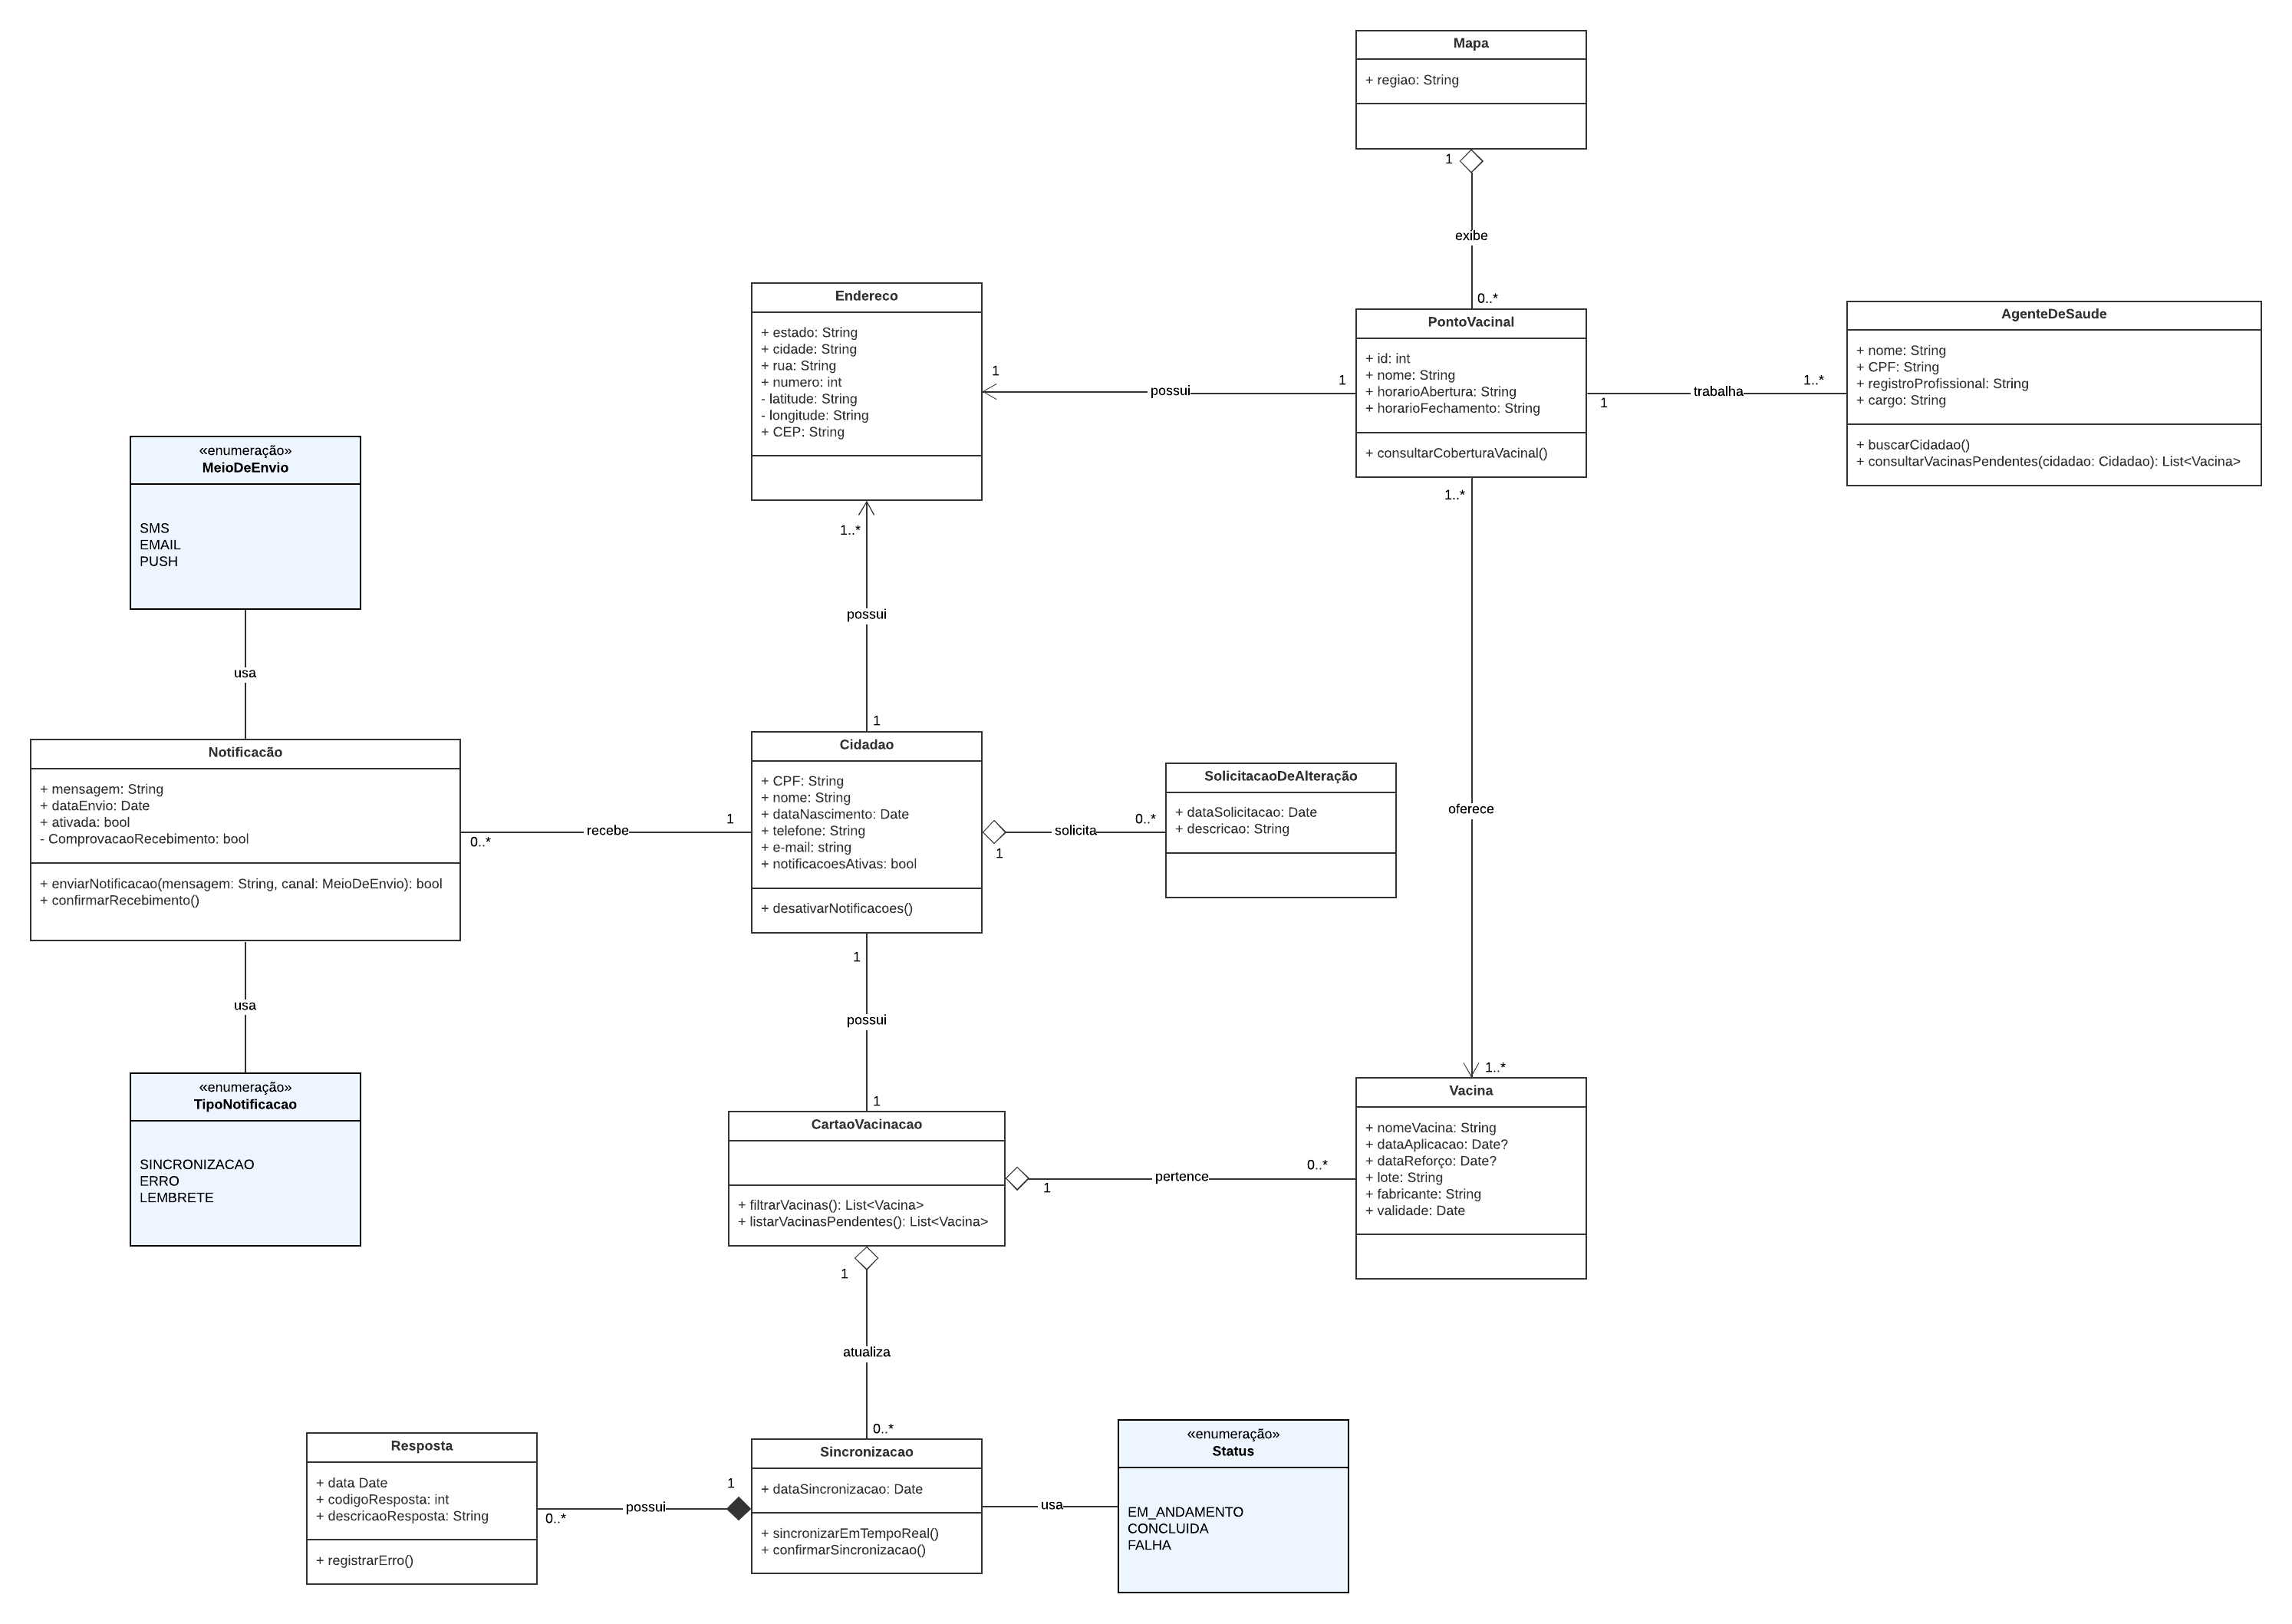 Mapa
+ regiao: String
1
exibe
0..*
Endereco
+ estado: String
+ cidade: String
+ rua: String
+ numero: int
- latitude: String
- longitude: String
+ CEP: String
1
possui
1
PontoVacinal
+ id: int
+ nome: String
+ horarioAbertura: String
+ horarioFechamento: String
+ consultarCoberturaVacinal()
1
trabalha
1..*
AgenteDeSaude
+ nome: String
+ CPF: String
+ registroProfissional: String
+ cargo: String
+ buscarCidadao()
+ consultarVacinasPendentes(cidadao: Cidadao): List<Vacina>
«enumeração»
MeioDeEnvio
SMS
EMAIL
PUSH
usa
1..*
possui
1
1..*
oferece
1..*
Notificacão
+ mensagem: String
+ dataEnvio: Date
+ ativada: bool
- ComprovacaoRecebimento: bool
+ enviarNotificacao(mensagem: String, canal: MeioDeEnvio): bool
+ confirmarRecebimento()
0..*
recebe
1
Cidadao
+ CPF: String
+ nome: String
+ dataNascimento: Date
+ telefone: String
+ e-mail: string
+ notificacoesAtivas: bool
+ desativarNotificacoes()
1
solicita
0..*
SolicitacaoDeAlteração
+ dataSolicitacao: Date
+ descricao: String
usa
«enumeração»
TipoNotificacao
SINCRONIZACAO
ERRO
LEMBRETE
1
possui
1
CartaoVacinacao
+ filtrarVacinas(): List<Vacina>
+ listarVacinasPendentes(): List<Vacina>
1
pertence
0..*
Vacina
+ nomeVacina: String
+ dataAplicacao: Date?
+ dataReforço: Date?
+ lote: String
+ fabricante: String
+ validade: Date
1
atualiza
0..*
Resposta
+ data Date
+ codigoResposta: int
+ descricaoResposta: String
+ registrarErro()
0..*
possui
1
Sincronizacao
+ dataSincronizacao: Date
+ sincronizarEmTempoReal()
+ confirmarSincronizacao()
usa
«enumeração»
Status
EM_ANDAMENTO
CONCLUIDA
FALHA